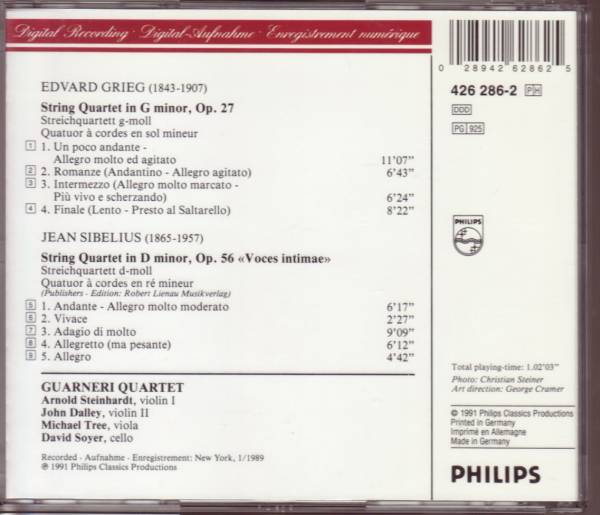 Digital Recording · Digital-Aufnahme · Enregistrement numérique
0 28942 62862 5
426 286-2 PH
DDD
PG 925
EDVARD GRIEG (1843-1907)
String Quartet in G minor, Op. 27
Streichquartett g-moll
Quatuor à cordes en sol mineur
1 1. Un poco andante -
Allegro molto ed agitato 11'07"
2 2. Romanze (Andantino - Allegro agitato) 6'43"
3 3. Intermezzo (Allegro molto marcato -
Più vivo e scherzando) 6'24"
4 4. Finale (Lento - Presto al Saltarello) 8'22"
JEAN SIBELIUS (1865-1957)
String Quartet in D minor, Op. 56 «Voces intimae»
Streichquartett d-moll
Quatuor à cordes en ré mineur
(Publishers - Edition: Robert Lienau Musikverlag)
5 1. Andante - Allegro molto moderato 6'17"
6 2. Vivace 2'27"
7 3. Adagio di molto 9'09"
8 4. Allegretto (ma pesante) 6'12"
9 5. Allegro 4'42"
GUARNERI QUARTET
Arnold Steinhardt, violin I
John Dalley, violin II
Michael Tree, viola
David Soyer, cello
Recorded - Aufnahme - Enregistrement: New York, 1/1989
℗ 1991 Philips Classics Productions
PHILIPS
Total playing-time: 1.02'03"
Photo: Christian Steiner
Art direction: George Cramer
© 1991 Philips Classics Productions
Printed in Germany
Imprimé en Allemagne
Made in Germany
PHILIPS